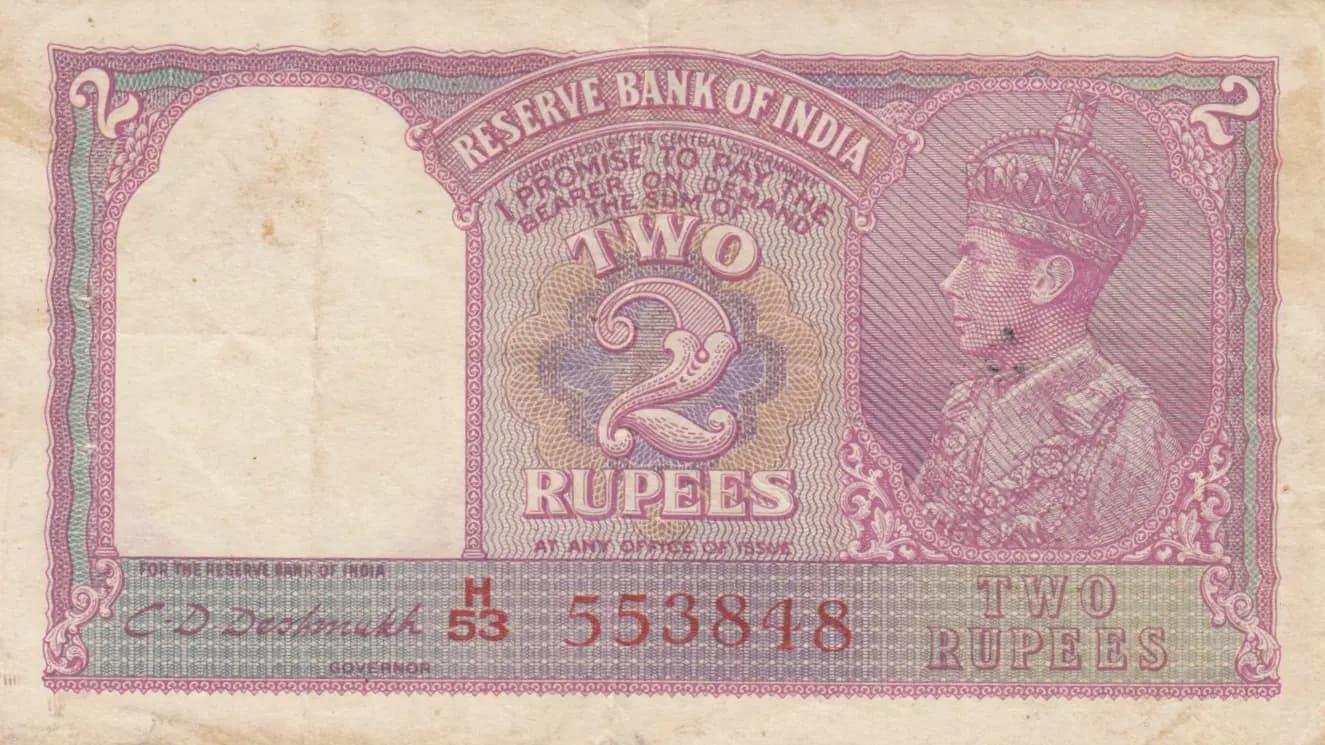 2
2
RESERVE BANK OF INDIA
GUARANTEED BY THE CENTRAL GOVERNMENT
I PROMISE TO PAY THE
BEARER ON DEMAND
THE SUM OF
TWO
2
RUPEES
AT ANY OFFICE OF ISSUE
FOR THE RESERVE BANK OF INDIA
C. D. Deshmukh
GOVERNOR
H
53
553848
TWO
RUPEES